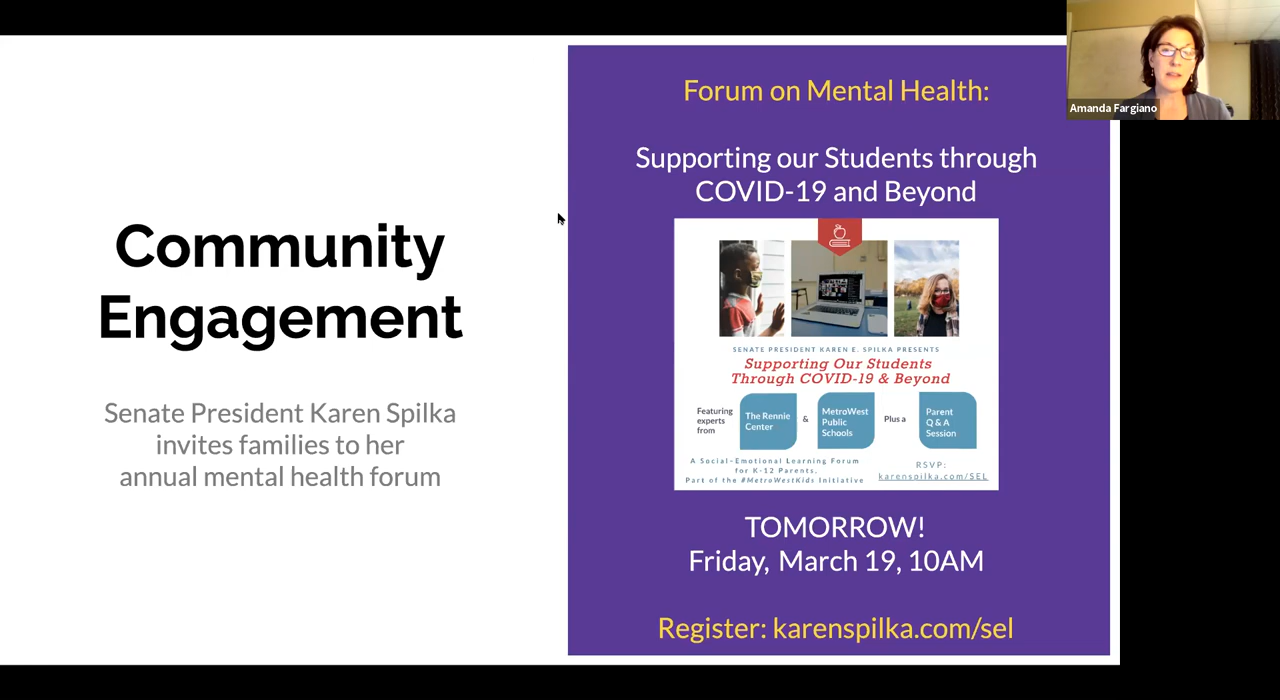 Community
Engagement
Senate President Karen Spilka
invites families to her
annual mental health forum
Forum on Mental Health:
Supporting our Students through
COVID-19 and Beyond
SENATE PRESIDENT KAREN E. SPILKA PRESENTS
Supporting Our Students
Through COVID-19 & Beyond
Featuring
experts
from
The Rennie
Center
&
MetroWest
Public
Schools
Plus a
Parent
Q & A
Session
A Social-Emotional Learning Forum
for K-12 Parents.
Part of the #MetroWestKids Initiative
RSVP:
karenspilka.com/SEL
TOMORROW!
Friday, March 19, 10AM
Register: karenspilka.com/sel
Amanda Fargiano